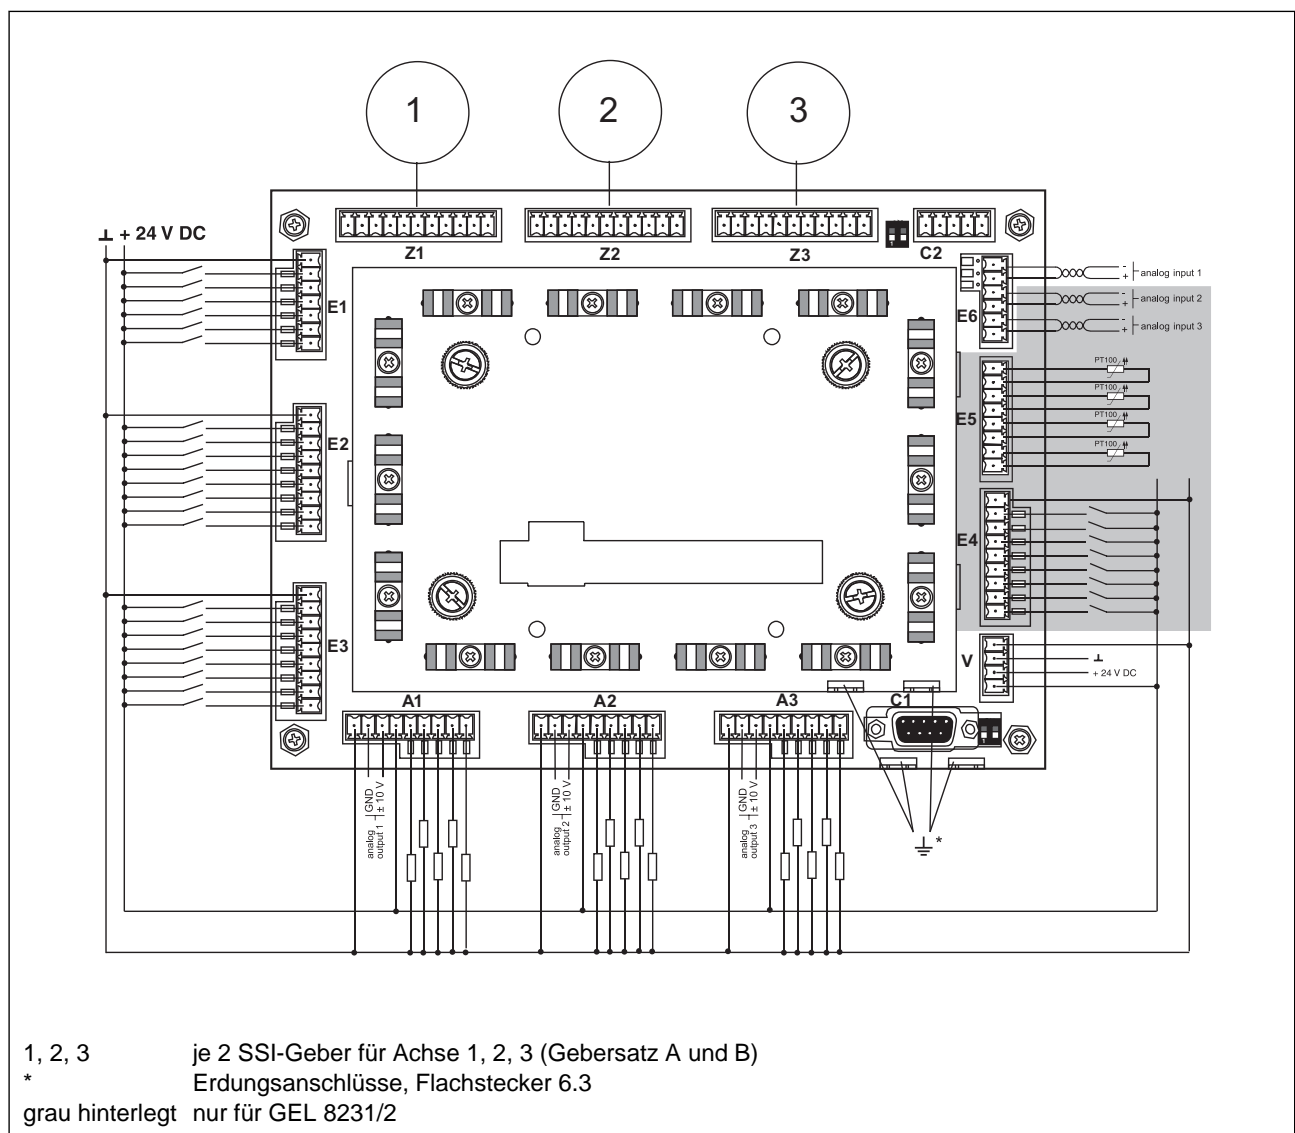 1
2
3
⊥ + 24 V DC
Z1
Z2
Z3
C2
E1
E2
E3
E6
E5
E4
V
- analog input 1
+
- analog input 2
+
- analog input 3
+
PT100
PT100
PT100
PT100
⊥
+ 24 V DC
A1
A2
A3
C1
GND
± 10 V
analog output 1
GND
± 10 V
analog output 2
GND
± 10 V
analog output 3
*
1, 2, 3 je 2 SSI-Geber für Achse 1, 2, 3 (Gebersatz A und B)
* Erdungsanschlüsse, Flachstecker 6.3
grau hinterlegt nur für GEL 8231/2